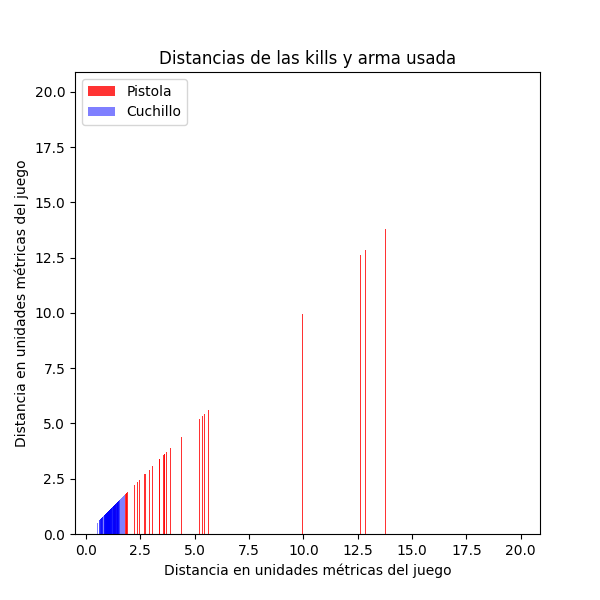 Distancias de las kills y arma usada
Distancia en unidades métricas del juego
20.0
17.5
15.0
12.5
10.0
7.5
5.0
2.5
0.0
Pistola
Cuchillo
0.0 2.5 5.0 7.5 10.0 12.5 15.0 17.5 20.0
Distancia en unidades métricas del juego